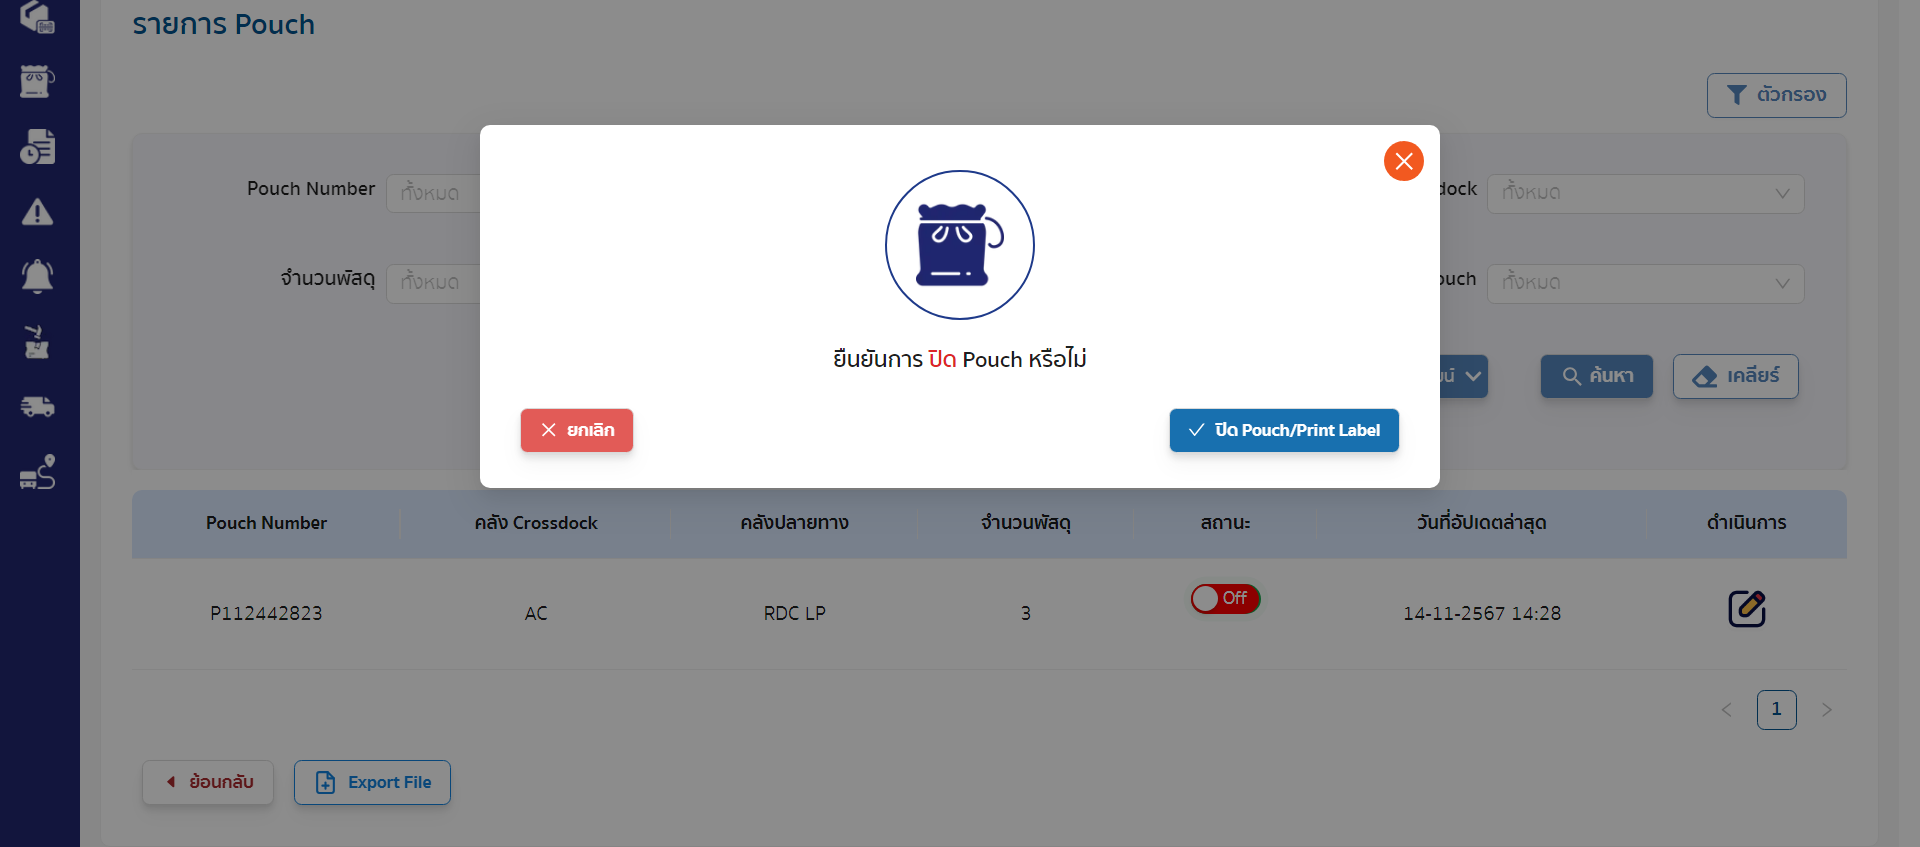 รายการ Pouch
ตัวกรอง
Pouch Number ทั้งหมด dock ทั้งหมด
จำนวนพัสดุ ทั้งหมด ouch ทั้งหมด
ยืนยันการ ปิด Pouch หรือไม่
ค้นหา เคลียร์
ยกเลิก ปิด Pouch/Print Label
Pouch Number คลัง Crossdock คลังปลายทาง จำนวนพัสดุ สถานะ วันที่อัปเดตล่าสุด ดำเนินการ
P112442823 AC RDC LP 3 Off 14-11-2567 14:28
1
ย้อนกลับ Export File